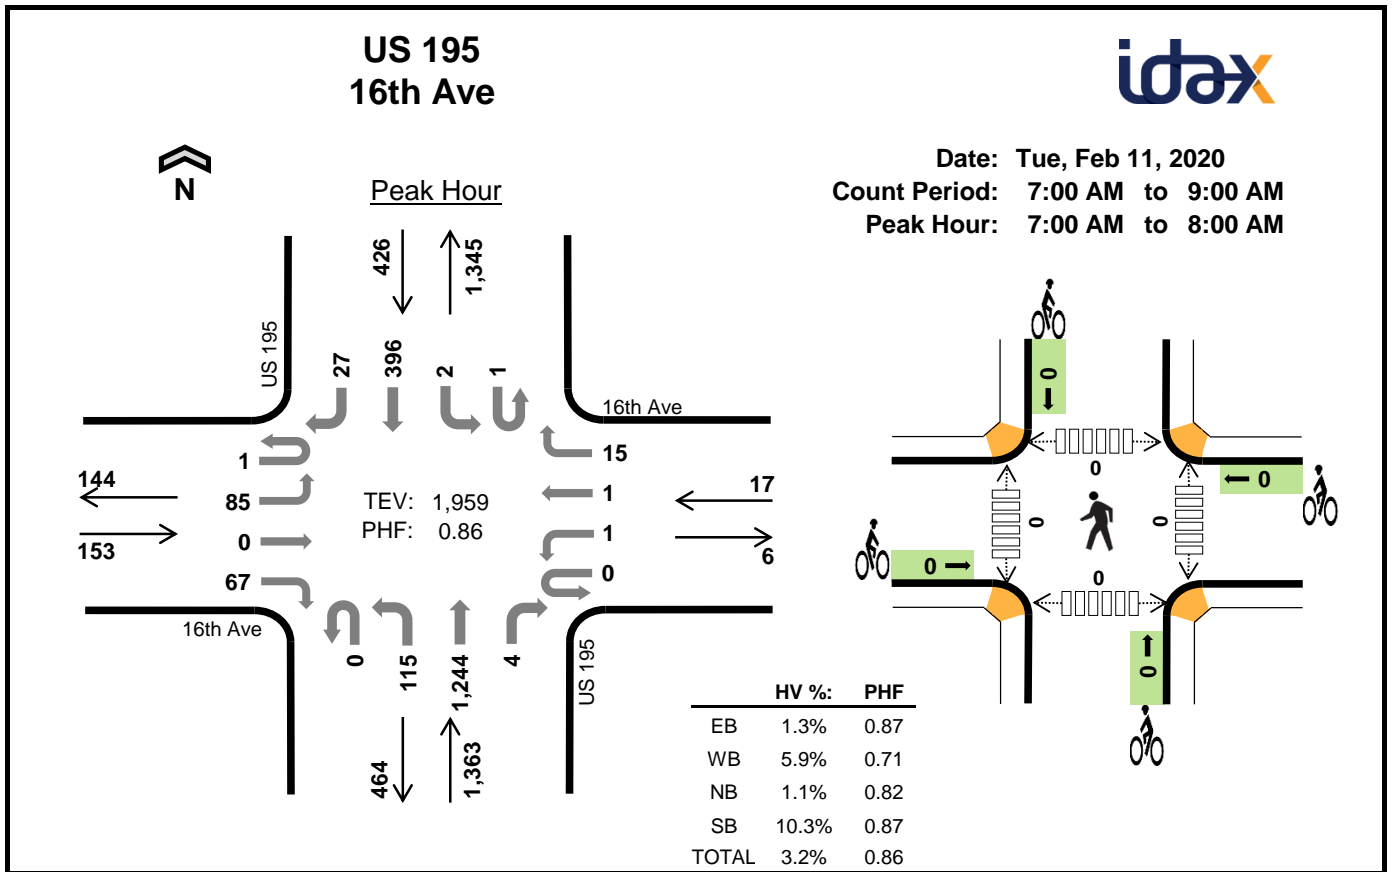 US 195
16th Ave
idax
N
Peak Hour
Date: Tue, Feb 11, 2020
Count Period: 7:00 AM to 9:00 AM
Peak Hour: 7:00 AM to 8:00 AM
426
1,345
US 195
27
396
2
1
16th Ave
1
85
0
67
144
153
TEV: 1,959
PHF: 0.86
15
1
1
0
17
6
16th Ave
0
115
1,244
4
US 195
464
1,363
HV %: PHF
EB 1.3% 0.87
WB 5.9% 0.71
NB 1.1% 0.82
SB 10.3% 0.87
TOTAL 3.2% 0.86
0
0
0
0
0
0
0
0